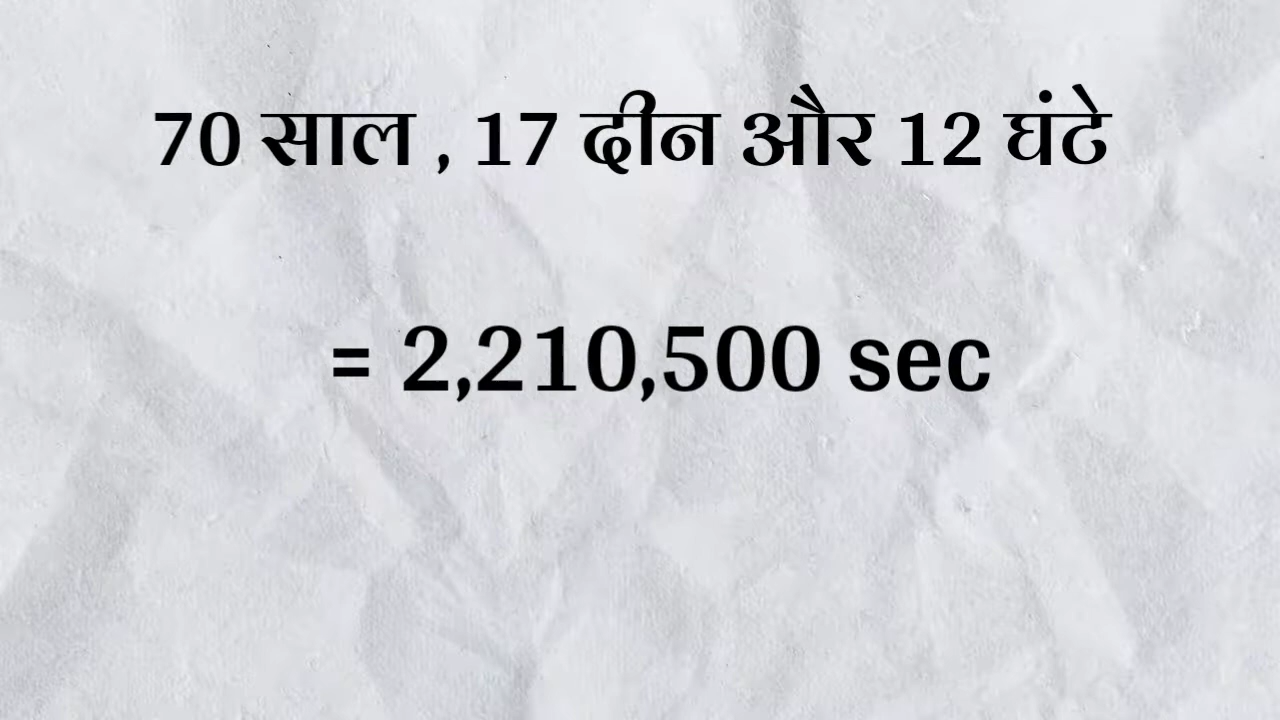 70 साल , 17 दीन और 12 घंटे
= 2,210,500 sec